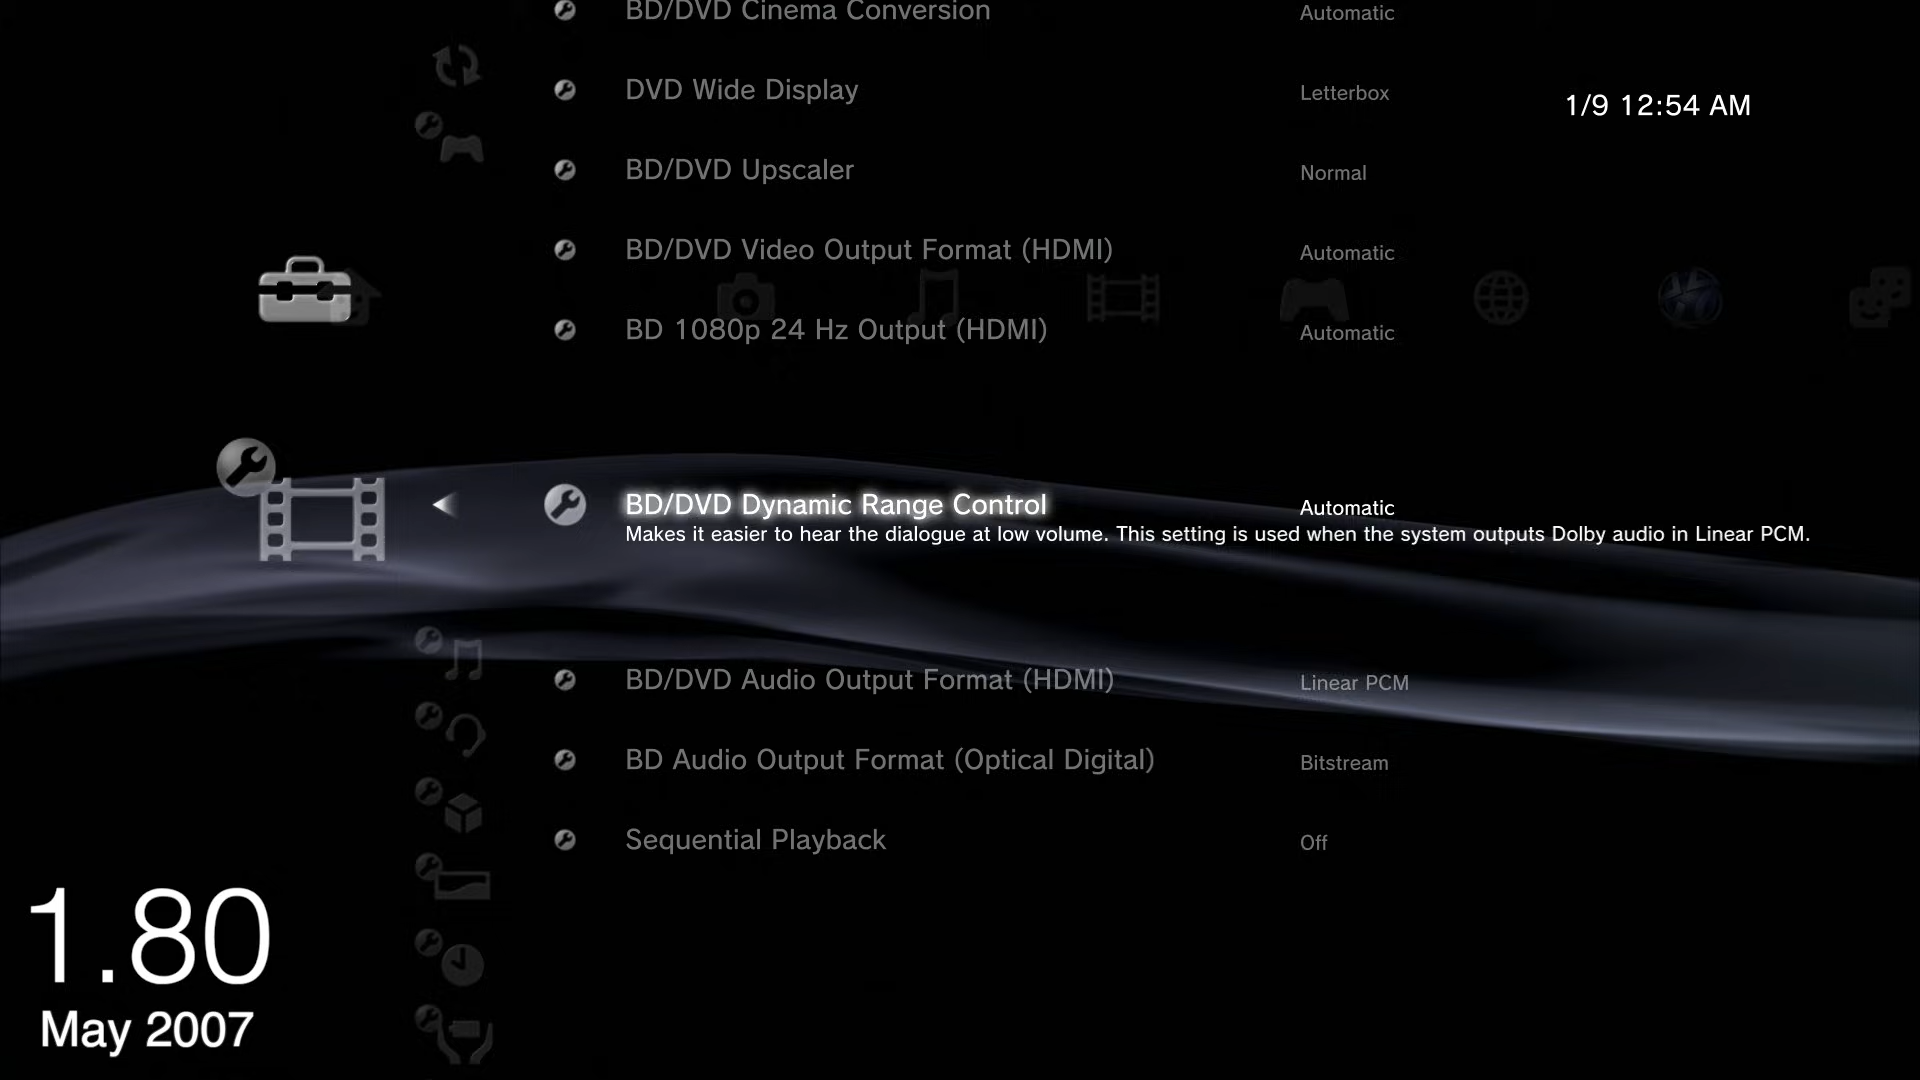 BD/DVD Cinema Conversion Automatic
DVD Wide Display Letterbox
1/9 12:54 AM
BD/DVD Upscaler Normal
BD/DVD Video Output Format (HDMI) Automatic
BD 1080p 24 Hz Output (HDMI) Automatic
BD/DVD Dynamic Range Control Automatic
Makes it easier to hear the dialogue at low volume. This setting is used when the system outputs Dolby audio in Linear PCM.
BD/DVD Audio Output Format (HDMI) Linear PCM
BD Audio Output Format (Optical Digital) Bitstream
Sequential Playback Off
1.80
May 2007